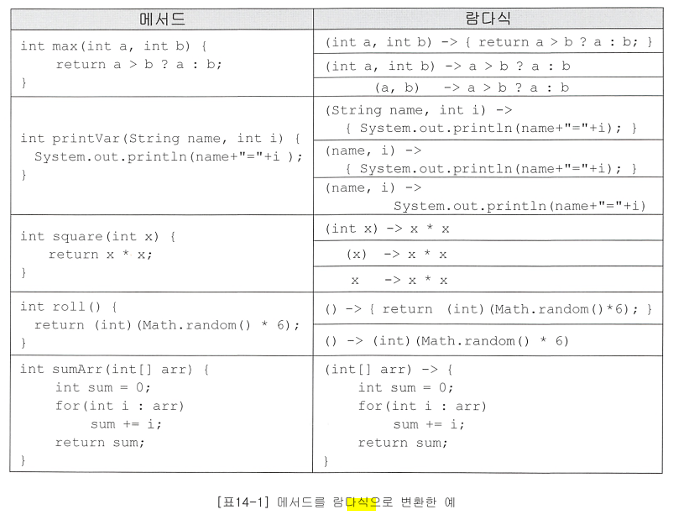 메서드 람다식
int max(int a, int b) {
return a > b ? a : b;
}
(int a, int b) -> { return a > b ? a : b; }
(int a, int b) -> a > b ? a : b
(a, b) -> a > b ? a : b
int printVar(String name, int i) {
System.out.println(name+"="+i );
}
(String name, int i) ->
{ System.out.println(name+"="+i); }
(name, i) ->
{ System.out.println(name+"="+i); }
(name, i) ->
System.out.println(name+"="+i)
int square(int x) {
return x * x;
}
(int x) -> x * x
(x) -> x * x
x -> x * x
int roll() {
return (int)(Math.random() * 6);
}
() -> { return (int)(Math.random()*6); }
() -> (int)(Math.random() * 6)
int sumArr(int[] arr) {
int sum = 0;
for(int i : arr)
sum += i;
return sum;
}
(int[] arr) -> {
int sum = 0;
for(int i : arr)
sum += i;
return sum;
}
[표14-1] 메서드를 람다식으로 변환한 예